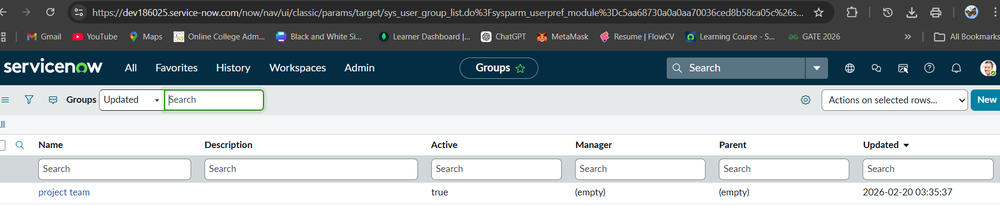 https://dev186025.service-now.com/now/nav/ui/classic/params/target/sys_user_group_list.do%3Fsysparm_userpref_module%3Dc5aa68730a0a0aa70036ced8b58ca05c%26s...
Gmail YouTube Maps Online College Adm... Black and White Si... Learner Dashboard |... ChatGPT MetaMask Resume | FlowCV Learning Course - S... GATE 2026 » All Bookmarks
servicenow All Favorites History Workspaces Admin Groups Search
Groups Updated Search Actions on selected rows... New
ll
Name Description Active Manager Parent Updated
Search Search Search Search Search Search
project team true (empty) (empty) 2026-02-20 03:35:37